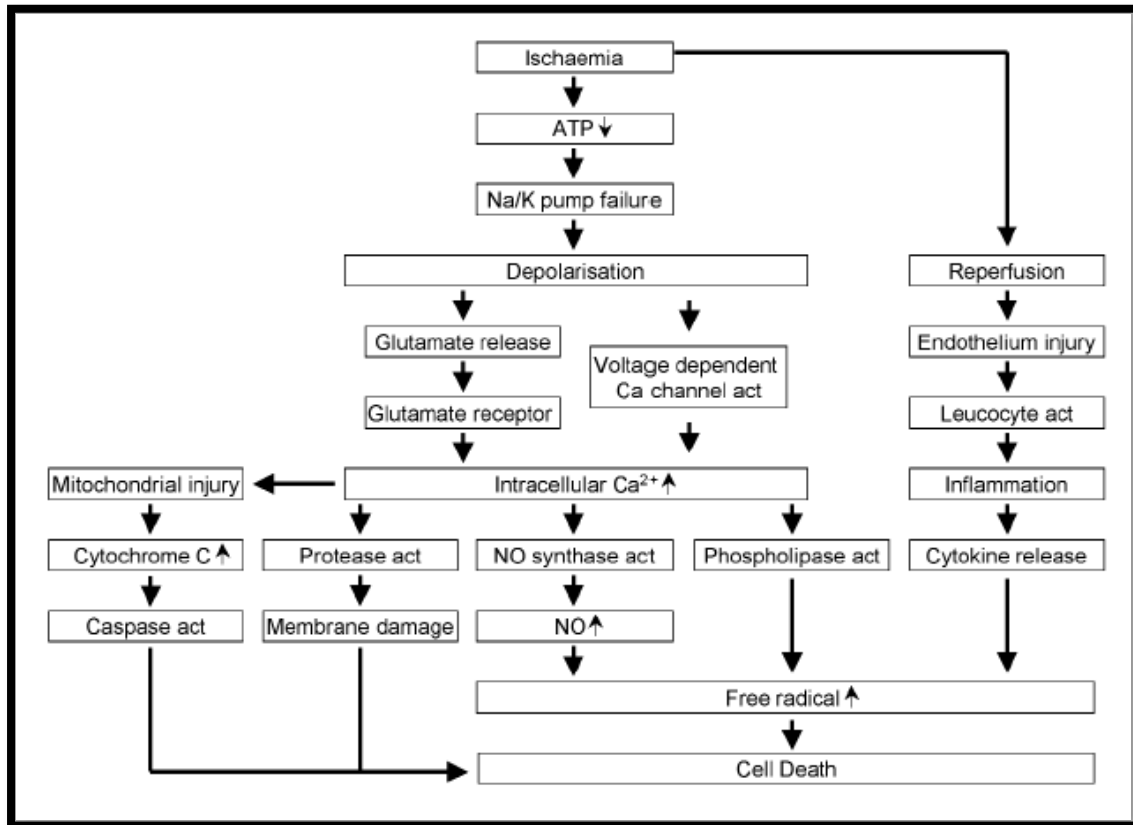 Ischaemia
ATP↓
Na/K pump failure
Depolarisation
Reperfusion
Glutamate release
Endothelium injury
Voltage dependent
Ca channel act
Glutamate receptor
Leucocyte act
Mitochondrial injury
Intracellular Ca²⁺↑
Inflammation
Cytochrome C↑
Protease act
NO synthase act
Phospholipase act
Cytokine release
Caspase act
Membrane damage
NO↑
Free radical↑
Cell Death